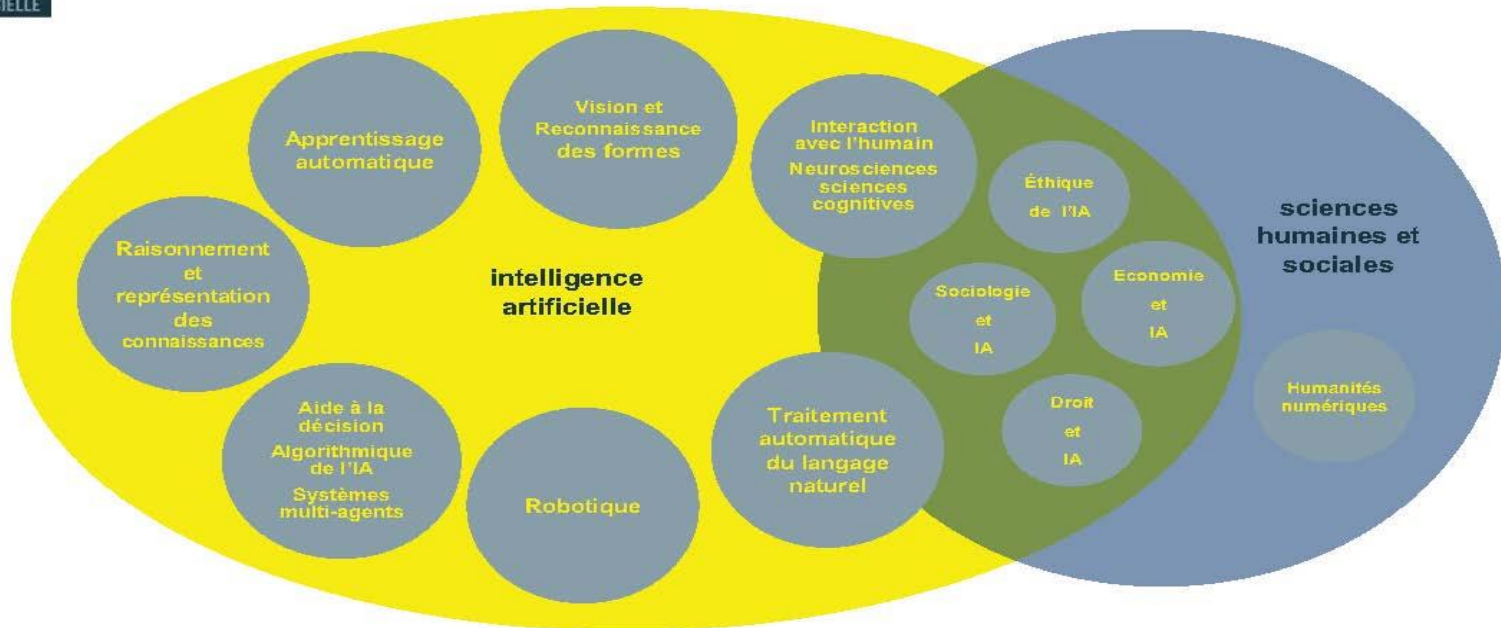 IELLE
Apprentissage
automatique
Vision et
Reconnaissance
des formes
Interaction
avec l'humain
Neurosciences
sciences
cognitives
Éthique
de l'IA
sciences
humaines et
sociales
Raisonnement
et
représentation
des
connaissances
intelligence
artificielle
Sociologie
et
IA
Economie
et
IA
Aide à la
décision
Algorithmique
de l'IA
Systèmes
multi-agents
Robotique
Traitement
automatique
du langage
naturel
Droit
et
IA
Humanités
numériques